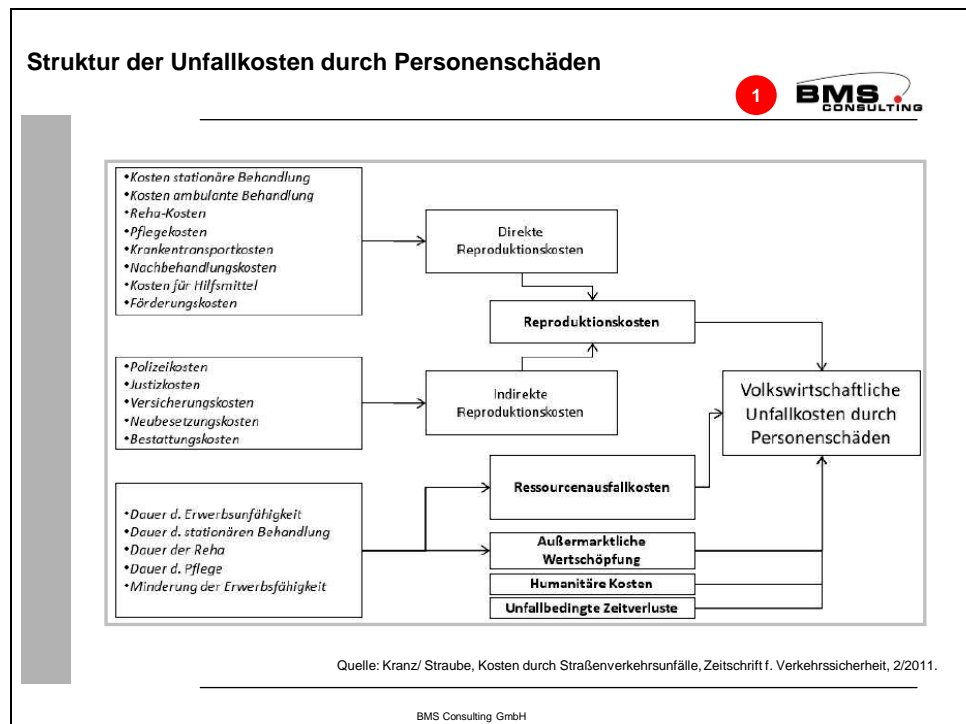 Struktur der Unfallkosten durch Personenschäden
1
BMS
CONSULTING
•Kosten stationäre Behandlung
•Kosten ambulante Behandlung
•Reha-Kosten
•Pflegekosten
•Krankentransportkosten
•Nachbehandlungskosten
•Kosten für Hilfsmittel
•Förderungskosten
Direkte
Reproduktionskosten
Reproduktionskosten
•Polizeikosten
•Justizkosten
•Versicherungskosten
•Neubesetzungskosten
•Bestattungskosten
Indirekte
Reproduktionskosten
Volkswirtschaftliche
Unfallkosten durch
Personenschäden
•Dauer d. Erwerbsunfähigkeit
•Dauer d. stationären Behandlung
•Dauer der Reha
•Dauer d. Pflege
•Minderung der Erwerbsfähigkeit
Ressourcenausfallkosten
Außermarktliche
Wertschöpfung
Humanitäre Kosten
Unfallbedingte Zeitverluste
Quelle: Kranz/ Straube, Kosten durch Straßenverkehrsunfälle, Zeitschrift f. Verkehrssicherheit, 2/2011.
BMS Consulting GmbH